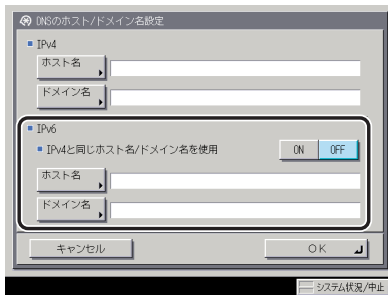 DNSのホスト/ドメイン名設定
IPv4
ホスト名
ドメイン名
IPv6
IPv4と同じホスト名/ドメイン名を使用 ON OFF
ホスト名
ドメイン名
キャンセル OK
システム状況/中止